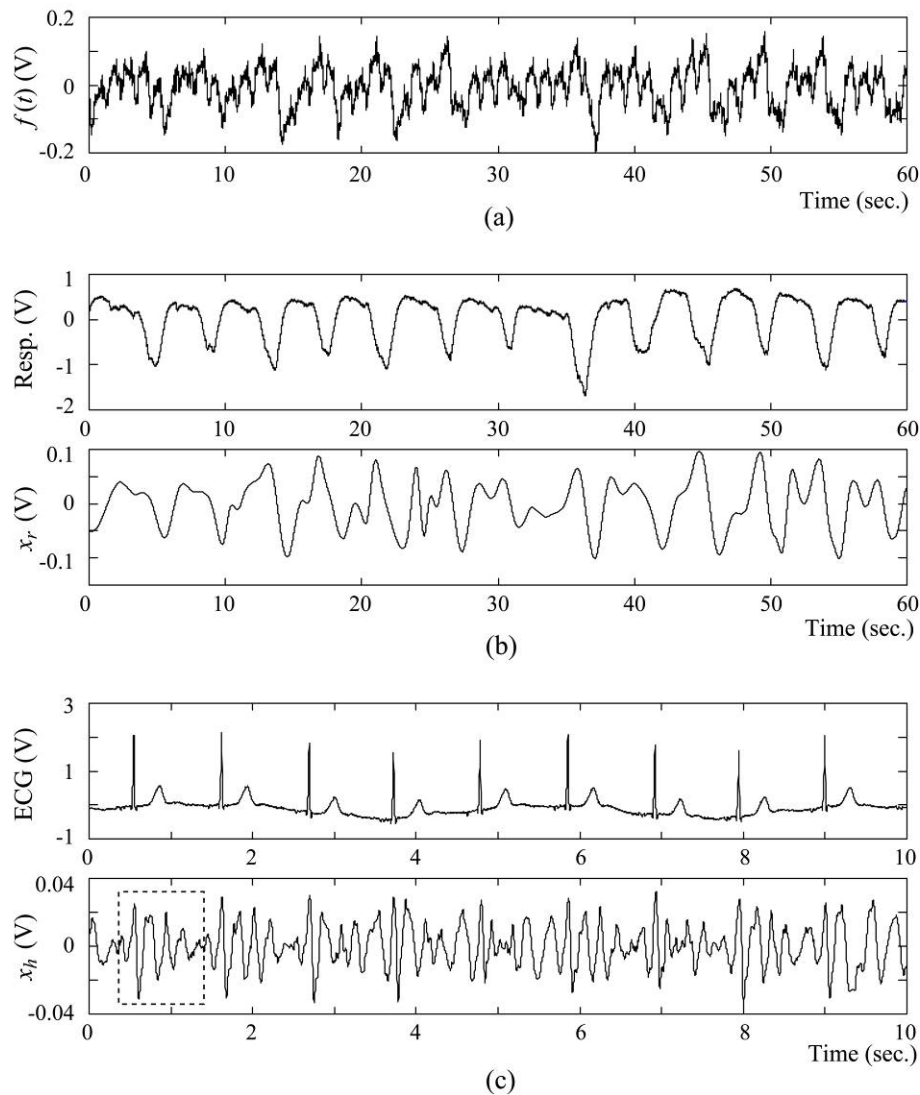 f(t) (V)
0.2
0
-0.2
0 10 20 30 40 50 60
Time (sec.)
(a)
Resp. (V)
1
0
-1
-2
0 10 20 30 40 50 60
x_r (V)
0.1
0
-0.1
0 10 20 30 40 50 60
Time (sec.)
(b)
ECG (V)
3
1
-1
0 2 4 6 8 10
x_h (V)
0.04
0
-0.04
0 2 4 6 8 10
Time (sec.)
(c)